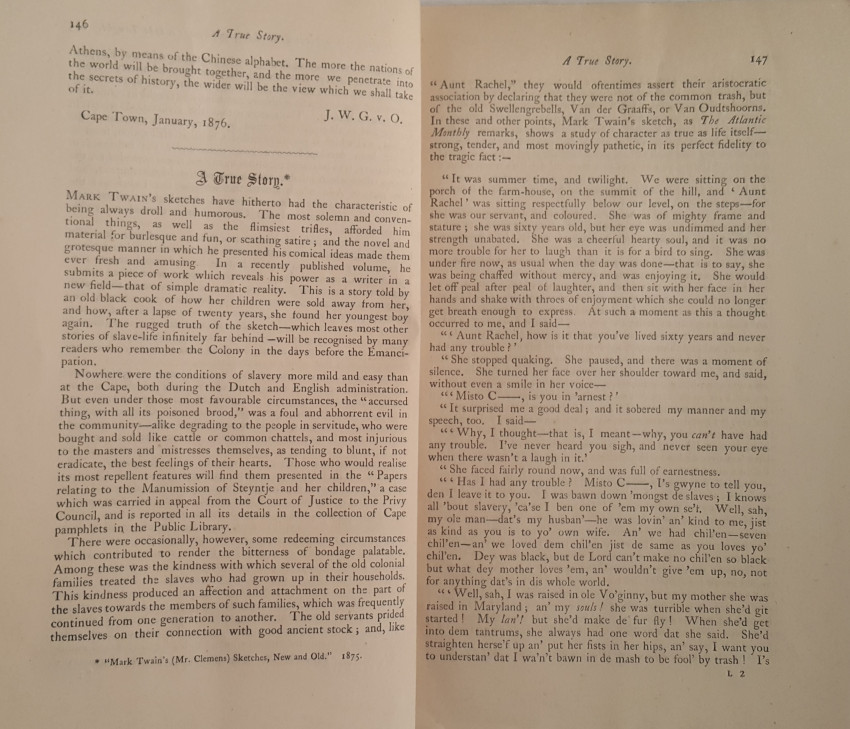 146
A True Story.
Athens, by means of the Chinese alphabet. The more the nations of
the world will be brought together, and the more we penetrate into
the secrets of history, the wider will be the view which we shall take
of it.
Cape Town, January, 1876. J. W. G. v. O.
A True Story.*
MARK TWAIN'S sketches have hitherto had the characteristic of
being always droll and humorous. The most solemn and conven-
tional things, as well as the flimsiest trifles, afforded him
material for burlesque and fun, or scathing satire; and the novel and
grotesque manner in which he presented his comical ideas made them
ever fresh and amusing. In a recently published volume, he
submits a piece of work which reveals his power as a writer in a
new field—that of simple dramatic reality. This is a story told by
an old black cook of how her children were sold away from her,
and how, after a lapse of twenty years, she found her youngest boy
again. The rugged truth of the sketch—which leaves most other
stories of slave-life infinitely far behind—will be recognised by many
readers who remember the Colony in the days before the Emanci-
pation.
Nowhere were the conditions of slavery more mild and easy than
at the Cape, both during the Dutch and English administration.
But even under those most favourable circumstances, the "accursed
thing, with all its poisoned brood," was a foul and abhorrent evil in
the community—alike degrading to the people in servitude, who were
bought and sold like cattle or common chattels, and most injurious
to the masters and mistresses themselves, as tending to blunt, if not
eradicate, the best feelings of their hearts. Those who would realise
its most repellent features will find them presented in the "Papers
relating to the Manumission of Steyntje and her children," a case
which was carried in appeal from the Court of Justice to the Privy
Council, and is reported in all its details in the collection of Cape
pamphlets in the Public Library.
There were occasionally, however, some redeeming circumstances
which contributed to render the bitterness of bondage palatable.
Among these was the kindness with which several of the old colonial
families treated the slaves who had grown up in their households.
This kindness produced an affection and attachment on the part of
the slaves towards the members of such families, which was frequently
continued from one generation to another. The old servants prided
themselves on their connection with good ancient stock; and, like
* "Mark Twain's (Mr. Clemens) Sketches, New and Old." 1875.
A True Story. 147
"Aunt Rachel," they would oftentimes assert their aristocratic
association by declaring that they were not of the common trash, but
of the old Swellengrebels, Van der Graaffs, or Van Oudtshoorns.
In these and other points, Mark Twain's sketch, as The Atlantic
Monthly remarks, shows a study of character as true as life itself—
strong, tender, and most movingly pathetic, in its perfect fidelity to
the tragic fact:—
"It was summer time, and twilight. We were sitting on the
porch of the farm-house, on the summit of the hill, and 'Aunt
Rachel' was sitting respectfully below our level, on the steps—for
she was our servant, and coloured. She was of mighty frame and
stature; she was sixty years old, but her eye was undimmed and her
strength unabated. She was a cheerful hearty soul, and it was no
more trouble for her to laugh than it is for a bird to sing. She was
under fire now, as usual when the day was done—that is to say, she
was being chaffed without mercy, and was enjoying it. She would
let off peal after peal of laughter, and then sit with her face in her
hands and shake with throes of enjoyment which she could no longer
get breath enough to express. At such a moment as this a thought
occurred to me, and I said—
"'Aunt Rachel, how is it that you've lived sixty years and never
had any trouble?'
"She stopped quaking. She paused, and there was a moment of
silence. She turned her face over her shoulder toward me, and said,
without even a smile in her voice—
"'Misto C——, is you in 'arnest?'
"It surprised me a good deal; and it sobered my manner and my
speech, too. I said—
"'Why, I thought—that is, I meant—why, you can't have had
any trouble. I've never heard you sigh, and never seen your eye
when there wasn't a laugh in it.'
"She faced fairly round now, and was full of earnestness.
"'Has I had any trouble? Misto C——, I's gwyne to tell you,
den I leave it to you. I was bawn down 'mongst de slaves; I knows
all 'bout slavery, 'ca'se I ben one of 'em my own se'f. Well, sah,
my ole man—dat's my husban'—he was lovin' an' kind to me, jist
as kind as you is to yo' own wife. An' we had chil'en—seven
chil'en—an' we loved dem chil'en jist de same as you loves yo'
chil'en. Dey was black, but de Lord can't make no chil'en so black
but what dey mother loves 'em, an' wouldn't give 'em up, no, not
for anything dat's in dis whole world.
"'Well, sah, I was raised in ole Vo'ginny, but my mother she was
raised in Maryland; an' my souls! she was turrible when she'd git
started! My lan'! but she'd make de fur fly! When she'd get
into dem tantrums, she always had one word dat she said. She'd
straighten herse'f up an' put her fists in her hips, an' say, I want you
to understan' dat I wa'n't bawn in de mash to be fool' by trash! I's
L 2